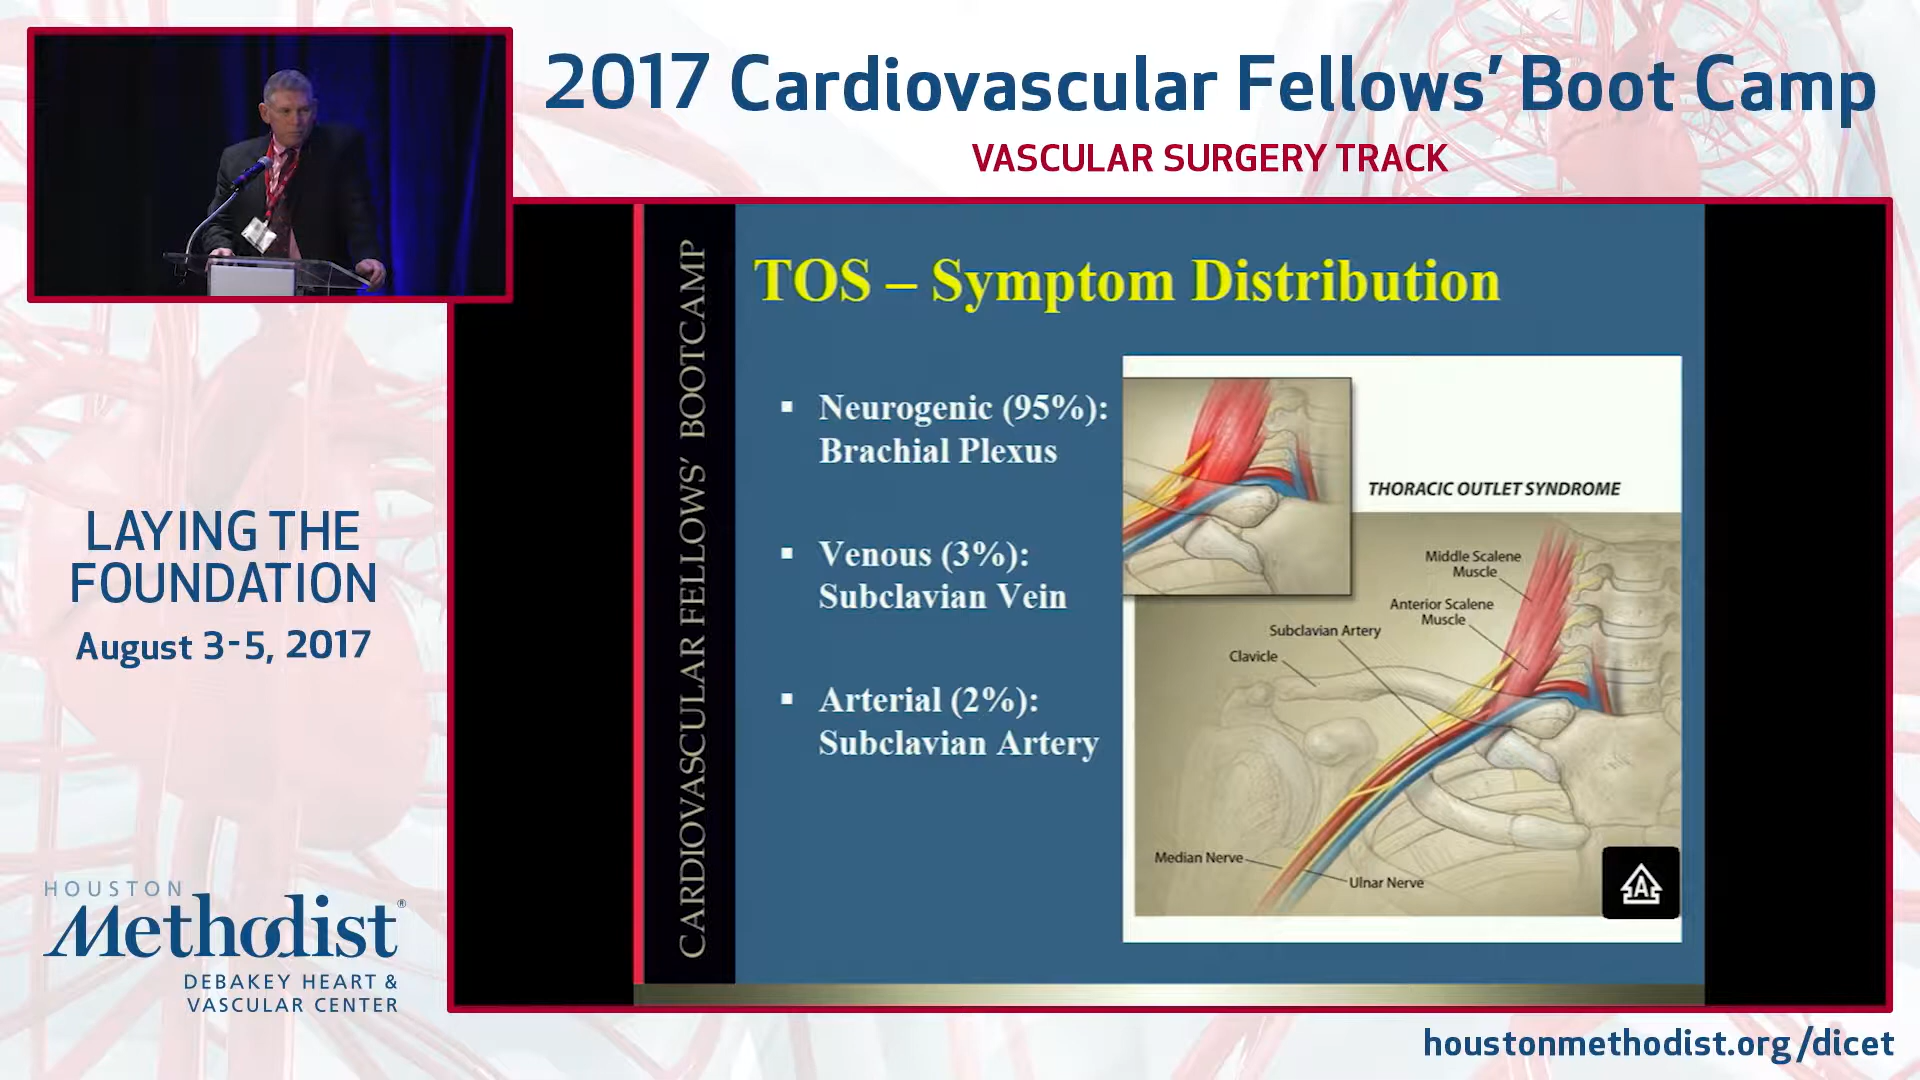 2017 Cardiovascular Fellows’ Boot Camp
VASCULAR SURGERY TRACK
LAYING THE
FOUNDATION
August 3-5, 2017
HOUSTON
Methodist®
DEBAKEY HEART &
VASCULAR CENTER
CARDIOVASCULAR FELLOWS’ BOOTCAMP
TOS – Symptom Distribution
▪ Neurogenic (95%):
Brachial Plexus
▪ Venous (3%):
Subclavian Vein
▪ Arterial (2%):
Subclavian Artery
THORACIC OUTLET SYNDROME
Middle Scalene
Muscle
Anterior Scalene
Muscle
Subclavian Artery
Clavicle
Median Nerve
Ulnar Nerve
A
houstonmethodist.org/dicet